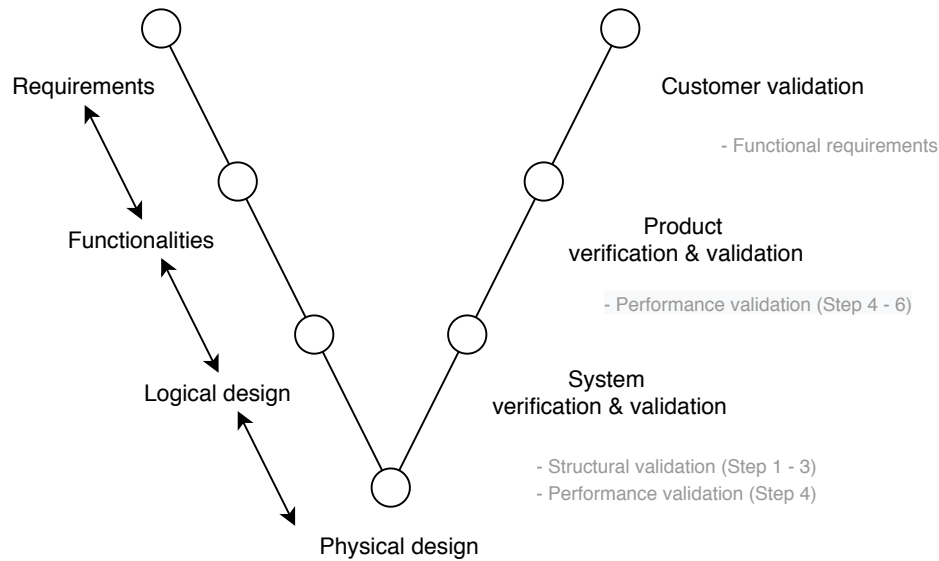 Requirements
Customer validation
- Functional requirements
Functionalities
Product
verification & validation
- Performance validation (Step 4 - 6)
Logical design
System
verification & validation
- Structural validation (Step 1 - 3)
- Performance validation (Step 4)
Physical design